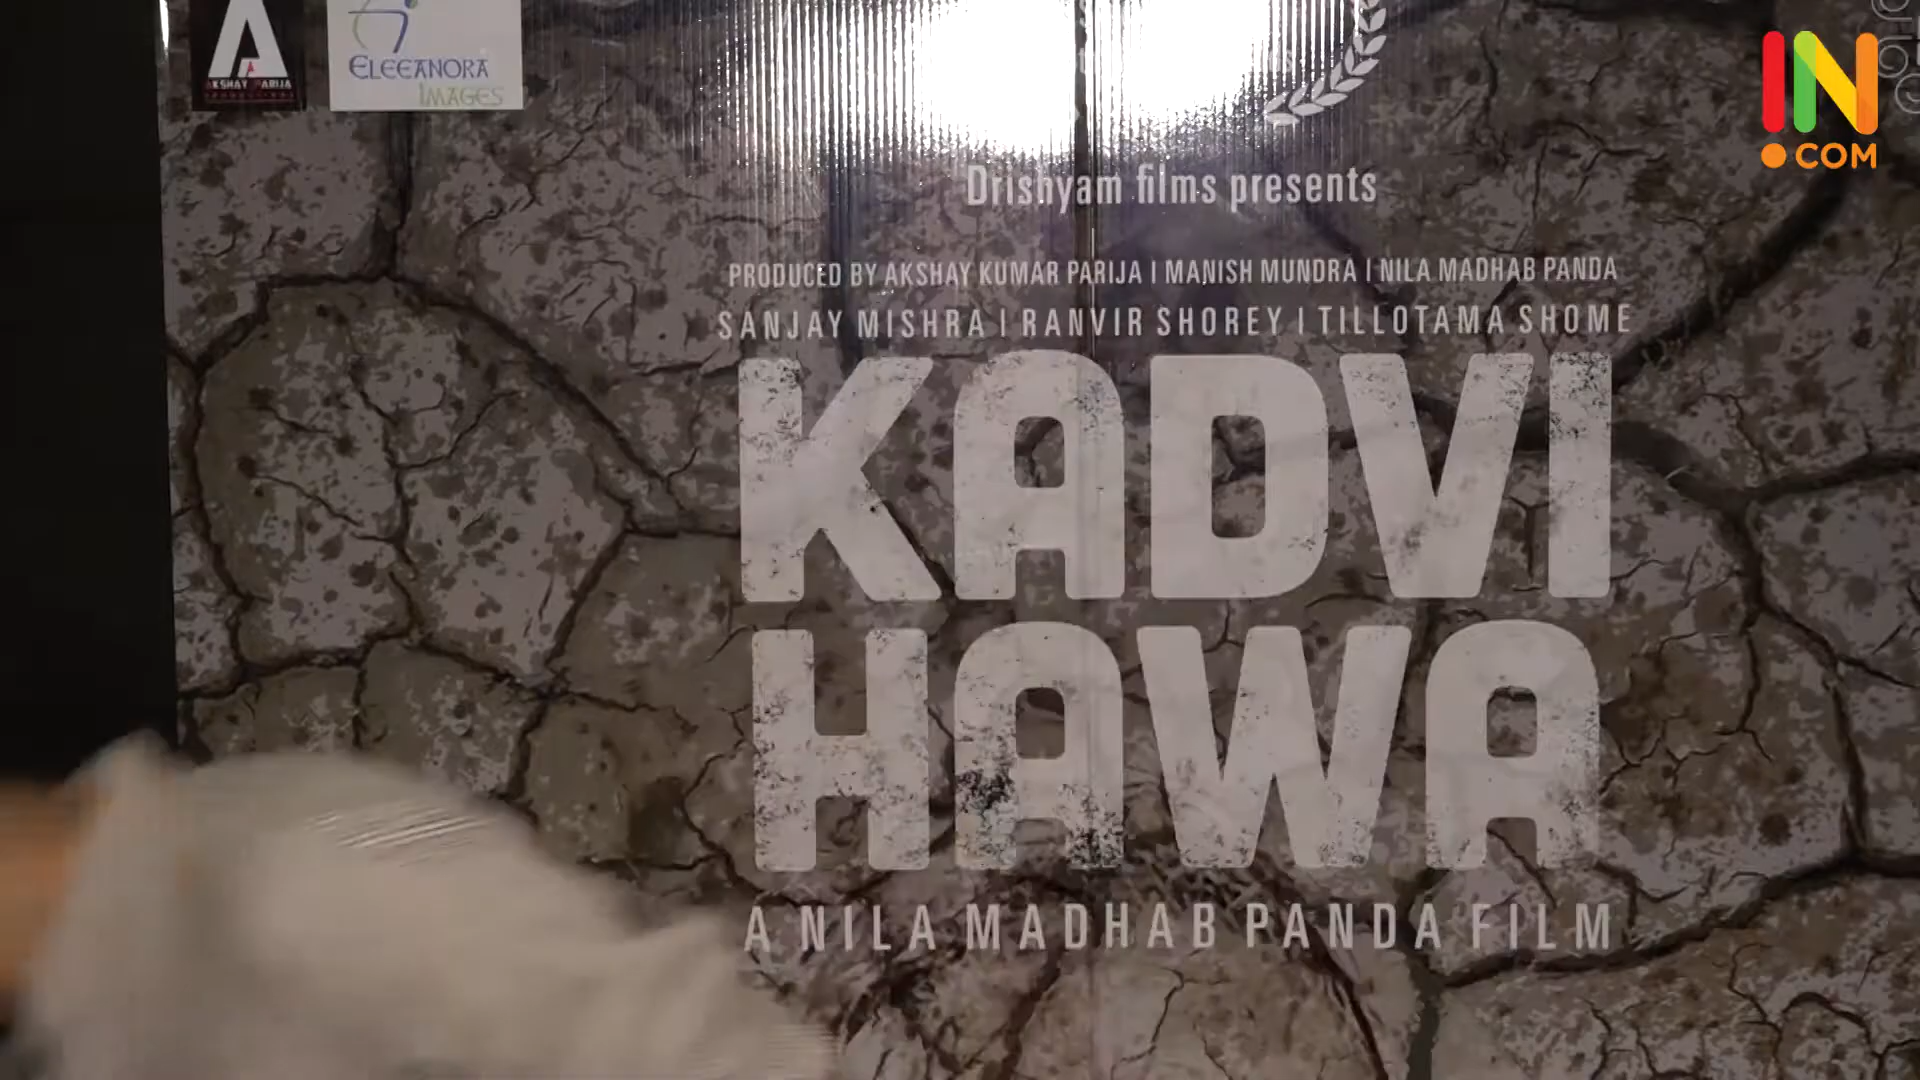 AKSHAY PARIJA
ELEEANORA
IMAGES
IN
.COM
Drishyam films presents
PRODUCED BY AKSHAY KUMAR PARIJA I MANISH MUNDRA I NILA MADHAB PANDA
SANJAY MISHRA I RANVIR SHOREY I TILLOTAMA SHOME
KADVI
HAWA
A NILA MADHAB PANDA FILM